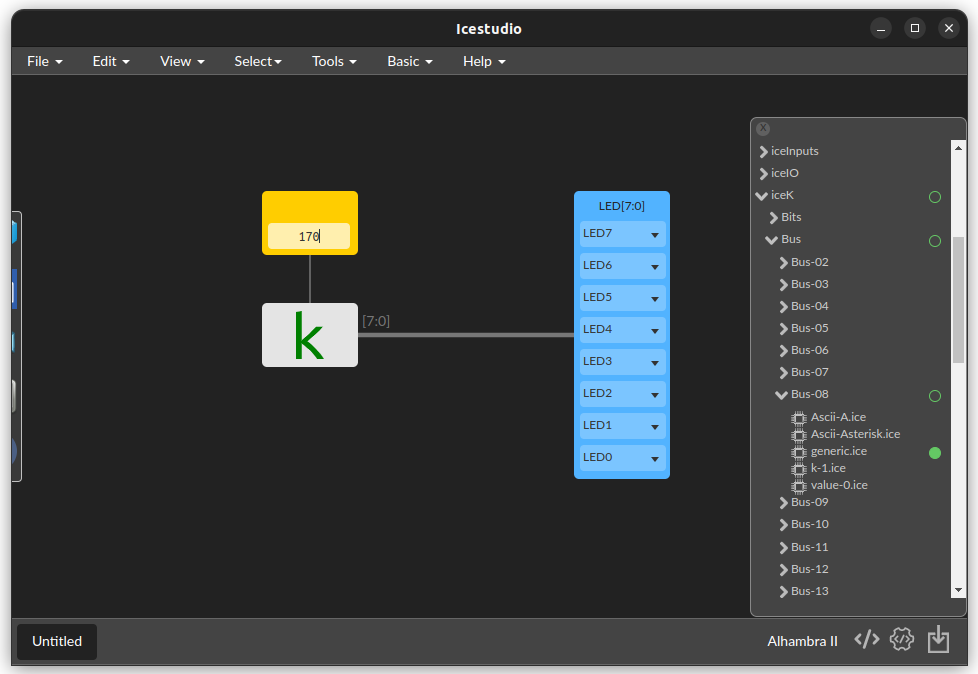 Icestudio
File Edit View Select Tools Basic Help
170
k
[7:0]
LED[7:0]
LED7
LED6
LED5
LED4
LED3
LED2
LED1
LED0
X
iceInputs
iceIO
iceK
Bits
Bus
Bus-02
Bus-03
Bus-04
Bus-05
Bus-06
Bus-07
Bus-08
Ascii-A.ice
Ascii-Asterisk.ice
generic.ice
k-1.ice
value-0.ice
Bus-09
Bus-10
Bus-11
Bus-12
Bus-13
Untitled
Alhambra II